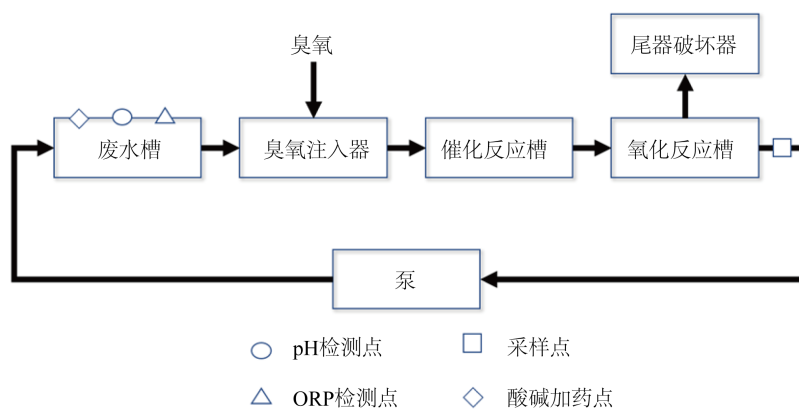 臭氧
尾器破坏器
废水槽
臭氧注入器
催化反应槽
氧化反应槽
泵
pH检测点
采样点
ORP检测点
酸碱加药点